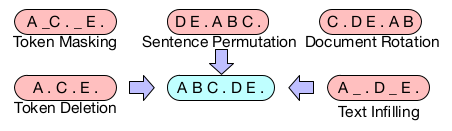 A _ C . _ E .
D E . A B C .
C . D E . A B
Token Masking
Sentence Permutation
Document Rotation
A . C . E .
A B C . D E .
A _ . D _ E .
Token Deletion
Text Infilling